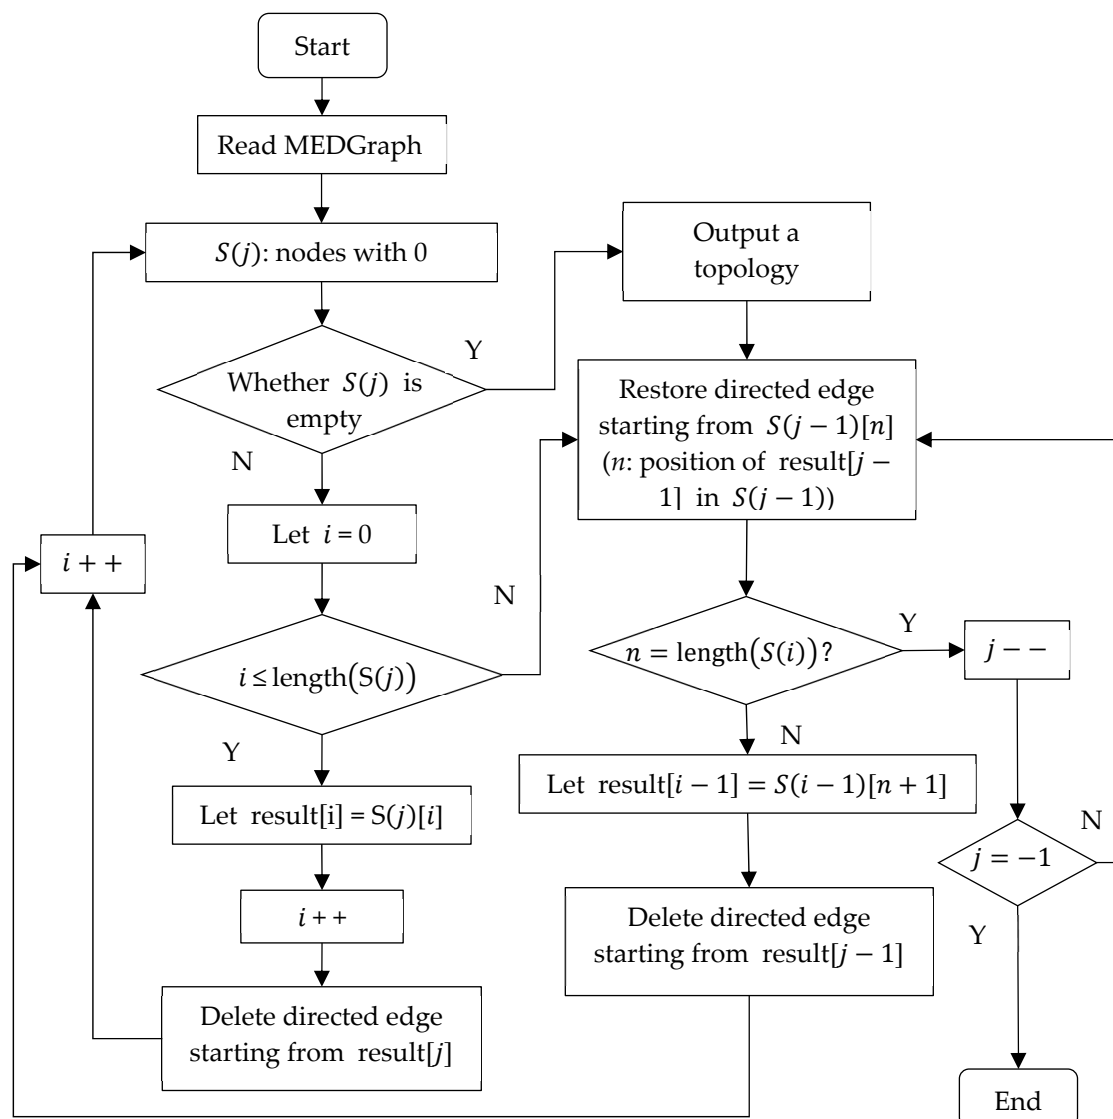 Start
Read MEDGraph
S(j): nodes with 0
Whether S(j) is
empty
Y
N
Let i = 0
i ≤ length(S(j))
N
Y
Let result[i] = S(j)[i]
i + +
Delete directed edge
starting from result[j]
i + +
Output a
topology
Restore directed edge
starting from S(j − 1)[n]
(n: position of result[j −
1] in S(j − 1))
n = length(S(i))?
Y
N
j − −
Let result[i − 1] = S(i − 1)[n + 1]
Delete directed edge
starting from result[j − 1]
j = −1
N
Y
End